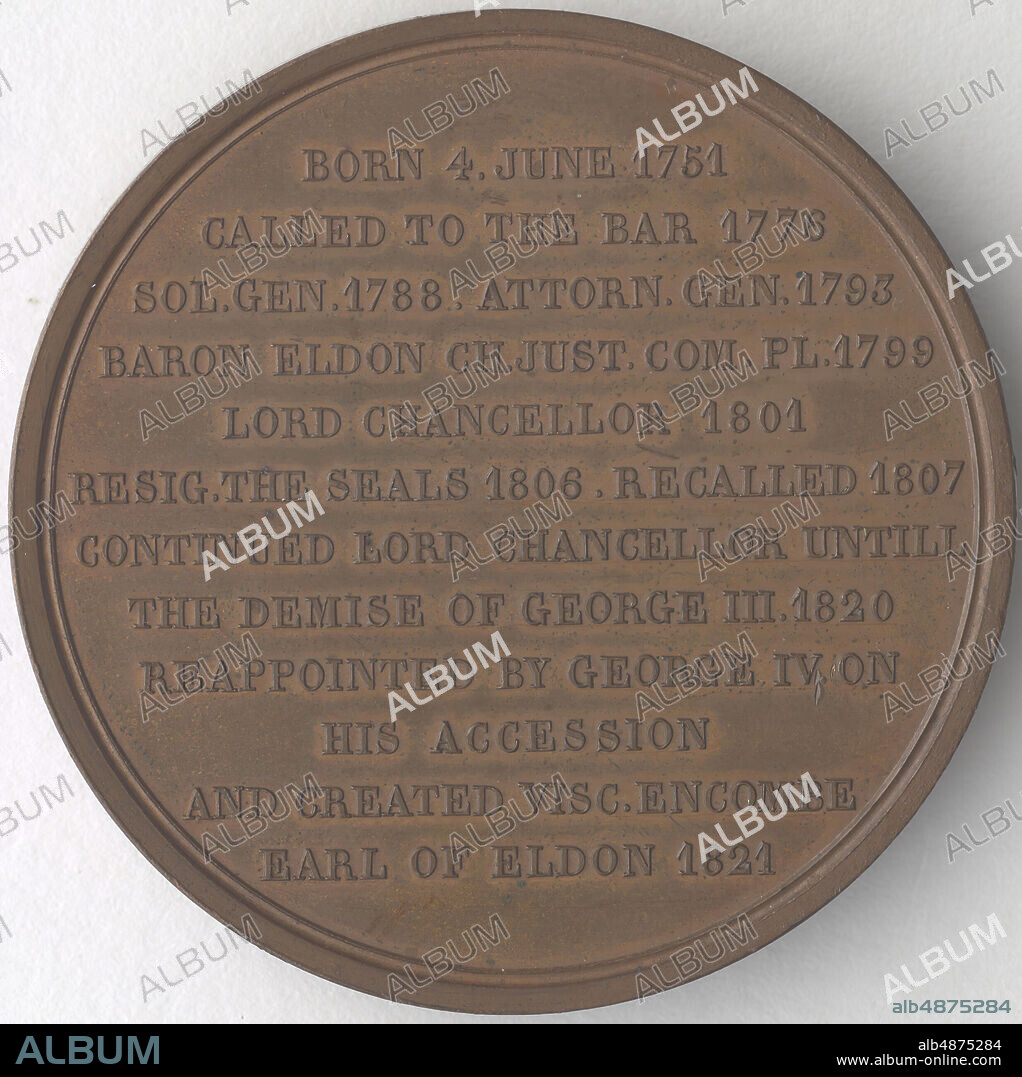 BORN 4. JUNE 1751
CALLED TO THE BAR 1776
SOL.GEN.1788. ATTORN. GEN.1793
BARON ELDON CH.JUST. COM. PL.1799
LORD CHANCELLOR 1801
RESIG.THE SEALS 1806. RECALLED 1807
CONTINUED LORD CHANCELLOR UNTILL
THE DEMISE OF GEORGE III.1820
REAPPOINTED BY GEORGE IV, ON
HIS ACCESSION
AND CREATED VISC.ENCOMBE
EARL OF ELDON 1821
ALBUM
alb4875284
ALBUM
alb4875284
www.album-online.com